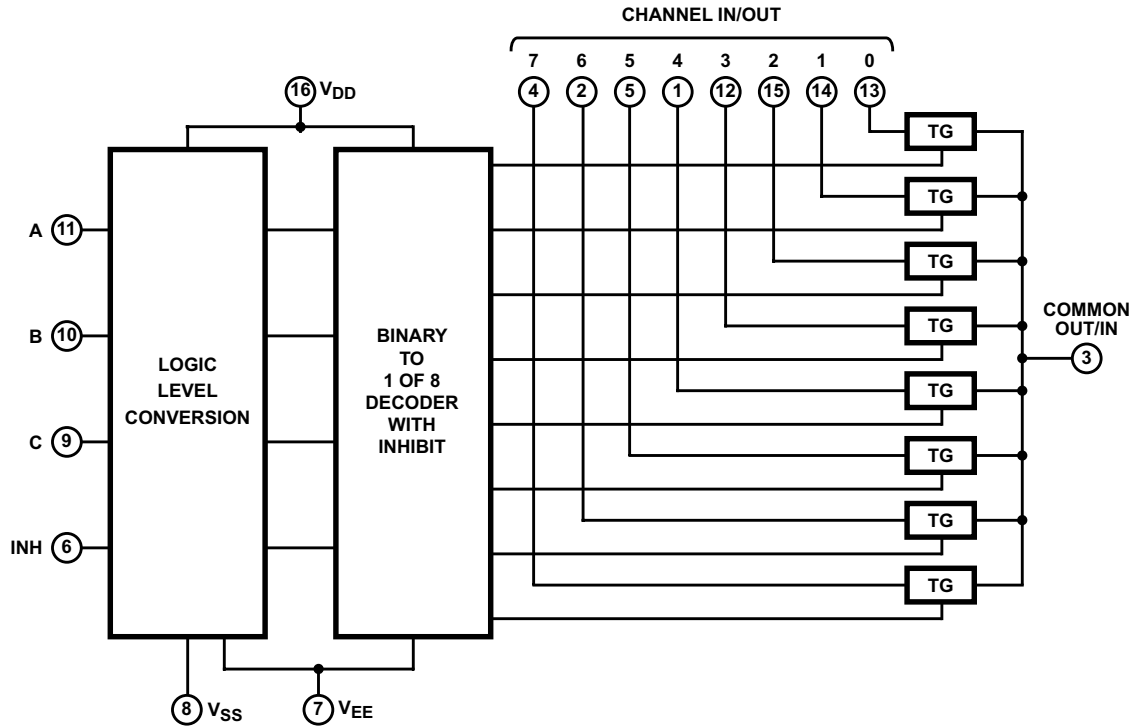 CHANNEL IN/OUT
7 6 5 4 3 2 1 0
4 2 5 1 12 15 14 13
16 VDD
TG
TG
TG
TG
TG
TG
TG
TG
A 11
B 10
C 9
INH 6
LOGIC
LEVEL
CONVERSION
BINARY
TO
1 OF 8
DECODER
WITH
INHIBIT
COMMON
OUT/IN
3
8 VSS
7 VEE